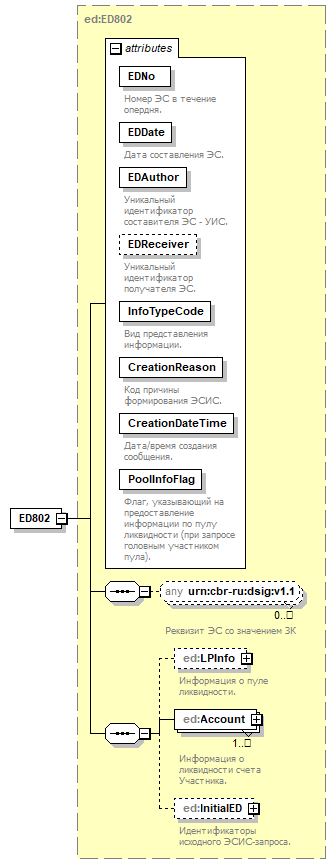 ed:ED802
attributes
EDNo
Номер ЭС в течение
опердня.
EDDate
Дата составления ЭС.
EDAuthor
Уникальный
идентификатор
составителя ЭС - УИС.
EDReceiver
Уникальный
идентификатор
получателя ЭС.
InfoTypeCode
Вид представления
информации.
CreationReason
Код причины
формирования ЭСИС.
CreationDateTime
Дата/время создания
сообщения.
PoolInfoFlag
Флаг, указывающий на
предоставление
информации по пулу
ликвидности (при запросе
головным участником
пула).
ED802
any urn:cbr-ru:dsig:v1.1
0..□
Реквизит ЭС со значением ЗК
ed:LPInfo
Информация о пуле
ликвидности.
ed:Account
1..□
Информация о
ликвидности счета
Участника.
ed:InitialED
Идентификаторы
исходного ЭСИС-запроса.